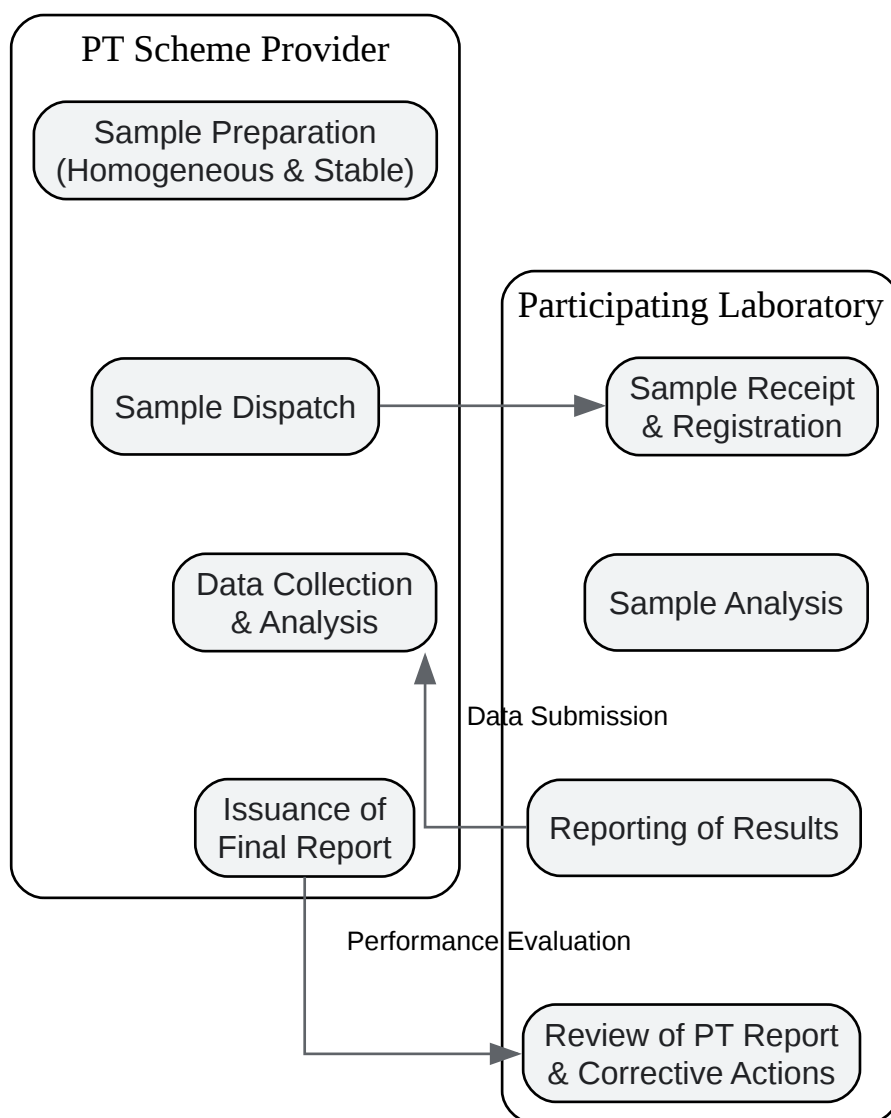 PT Scheme Provider
Sample Preparation
(Homogeneous & Stable)
Participating Laboratory
Sample Dispatch
Sample Receipt
& Registration
Data Collection
& Analysis
Sample Analysis
Data Submission
Issuance of
Final Report
Reporting of Results
Performance Evaluation
Review of PT Report
& Corrective Actions